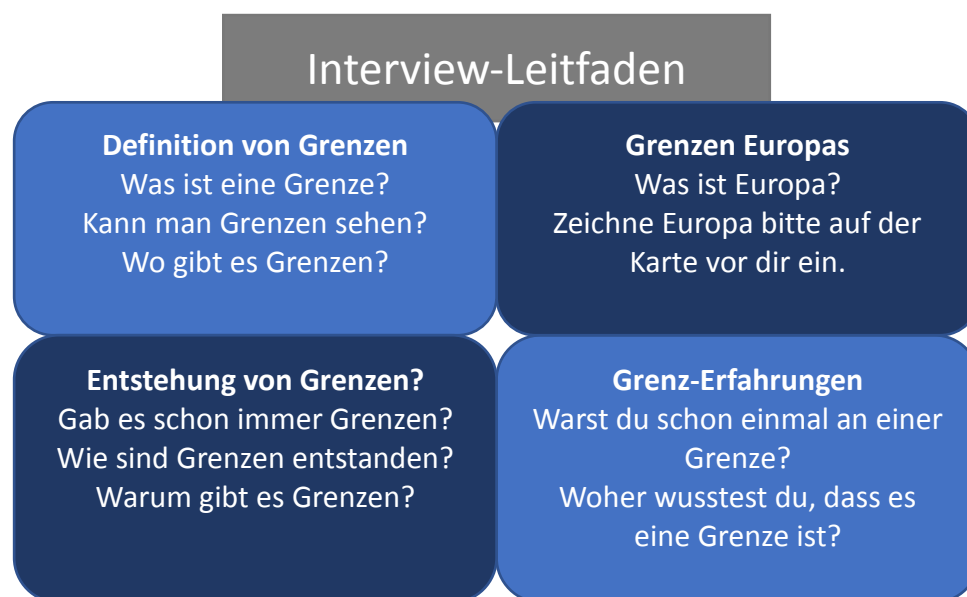 Interview-Leitfaden
Definition von Grenzen
Was ist eine Grenze?
Kann man Grenzen sehen?
Wo gibt es Grenzen?
Grenzen Europas
Was ist Europa?
Zeichne Europa bitte auf der
Karte vor dir ein.
Entstehung von Grenzen?
Gab es schon immer Grenzen?
Wie sind Grenzen entstanden?
Warum gibt es Grenzen?
Grenz-Erfahrungen
Warst du schon einmal an einer
Grenze?
Woher wusstest du, dass es
eine Grenze ist?